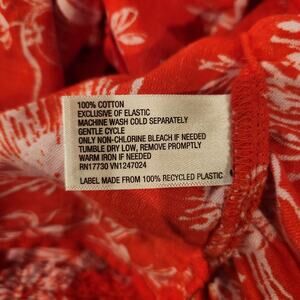 100% COTTON
EXCLUSIVE OF ELASTIC
MACHINE WASH COLD SEPARATELY
GENTLE CYCLE
ONLY NON-CHLORINE BLEACH IF NEEDED
TUMBLE DRY LOW, REMOVE PROMPTLY
WARM IRON IF NEEDED
RN17730 VN1247024
LABEL MADE FROM 100% RECYCLED PLASTIC